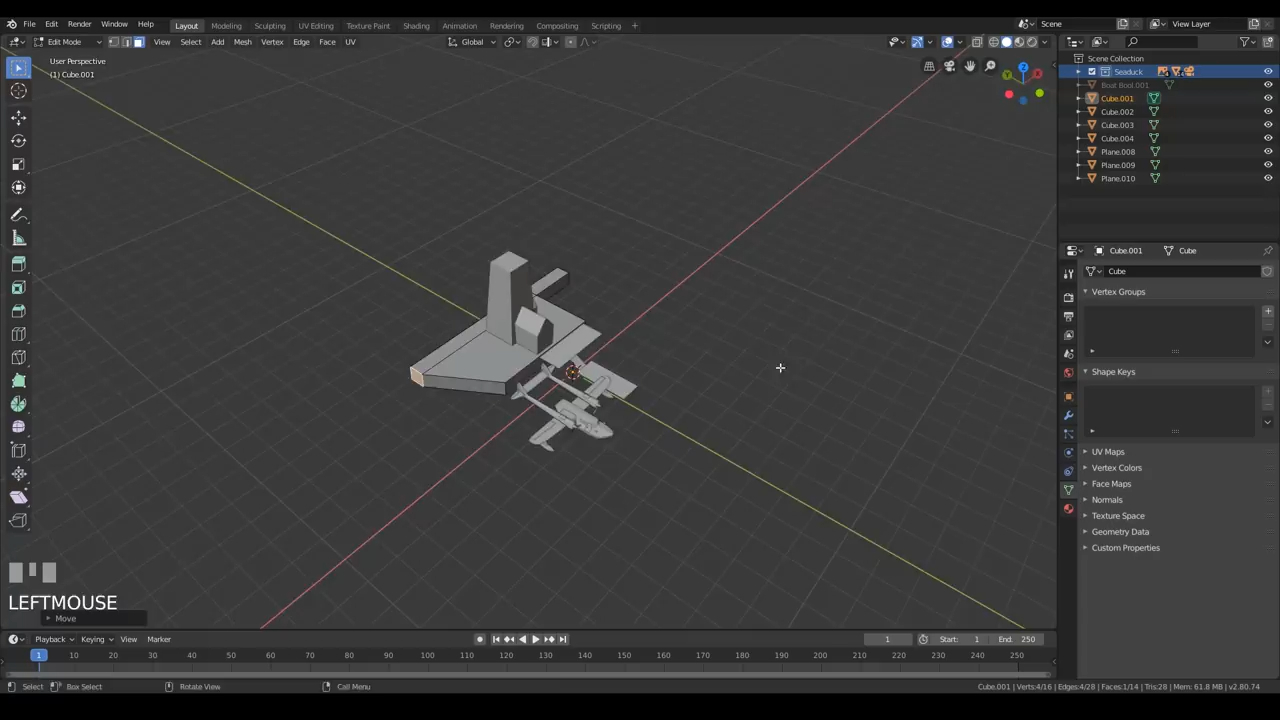 File Edit Render Window Help Layout Modeling Sculpting UV Editing Texture Paint Shading Animation Rendering Compositing Scripting Scene View Layer
Edit Mode View Select Add Mesh Vertex Edge Face UV Global
User Perspective
(1) Cube.001
Scene Collection
Seaduck
Boat Bool.001
Cube.001
Cube.002
Cube.003
Cube.004
Plane.008
Plane.009
Plane.010
Cube.001 Cube
Cube
Vertex Groups
Shape Keys
UV Maps
Vertex Colors
Face Maps
Normals
Texture Space
Geometry Data
Custom Properties
LEFTMOUSE
Move
Playback Keying View Marker 1 Start: 1 End: 250
1 10 20 30 40 50 60 70 80 90 100 110 120 130 140 150 160 170 180 190 200 210 220 230 240 250
Select Box Select Rotate View Call Menu Cube.001 | Verts:4/16 | Edges:4/28 | Faces:1/14 | Tris:28 | Mem: 61.8 MB | v2.80.74